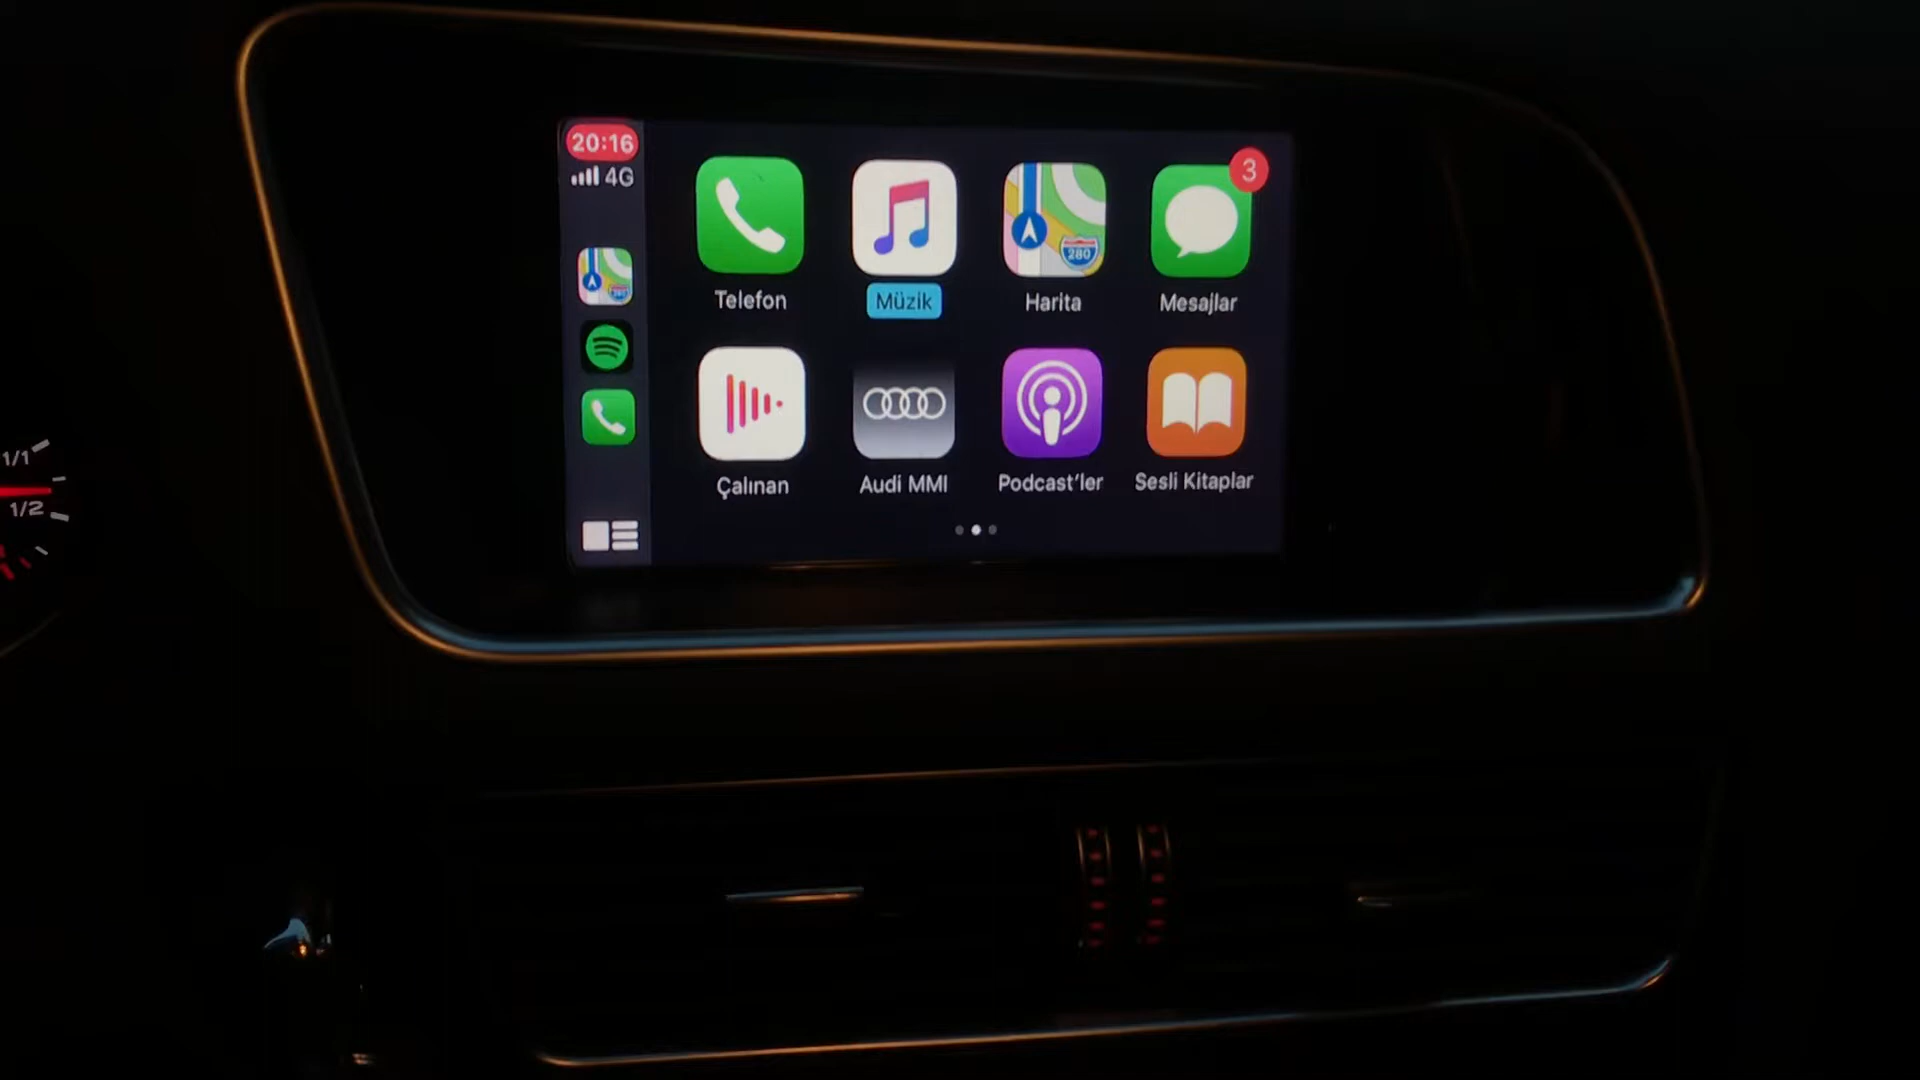 20:16
4G
3
280
Telefon
Müzik
Harita
Mesajlar
Çalınan
Audi MMI
Podcast'ler
Sesli Kitaplar
1/1
1/2